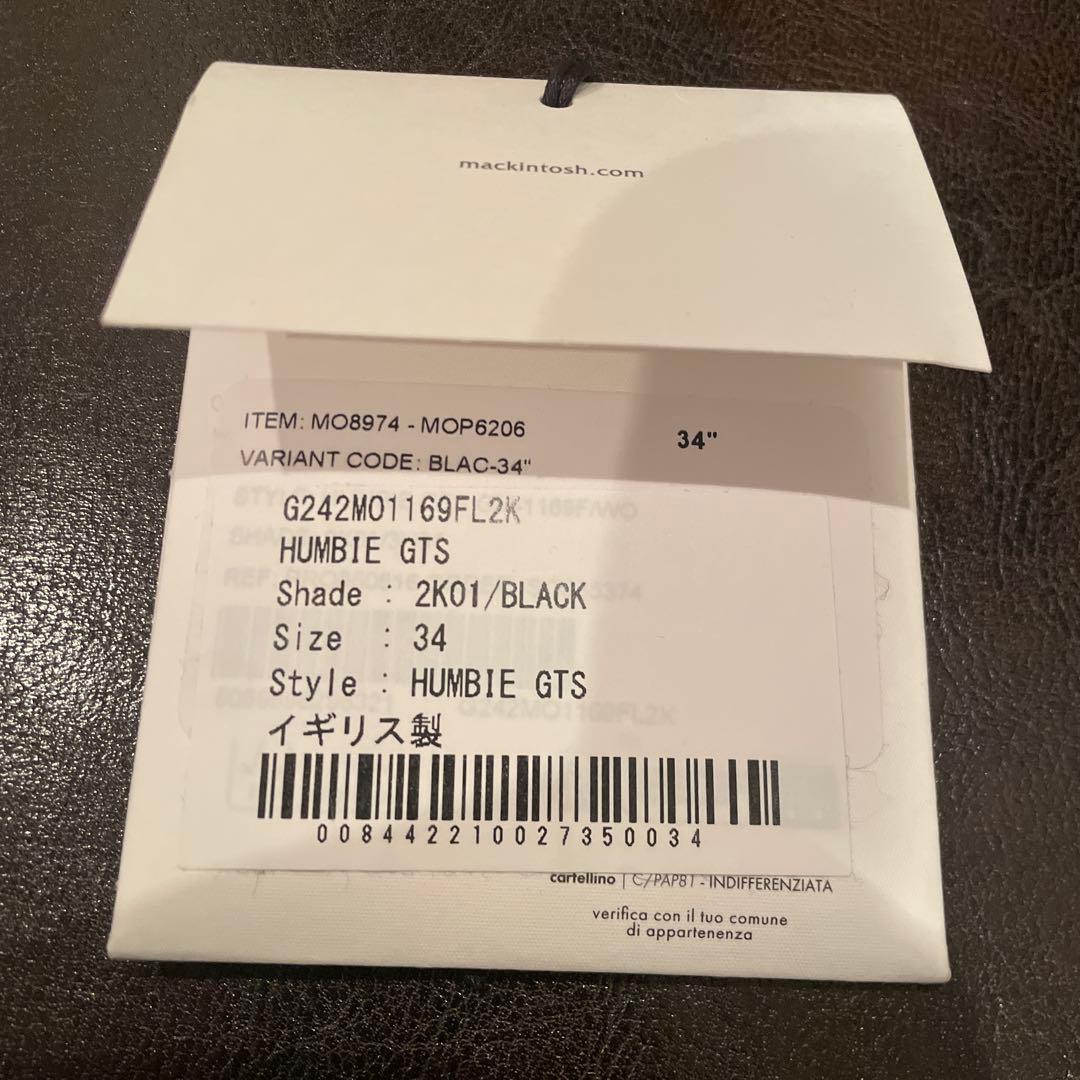 mackintosh.com
ITEM: MO8974 - MOP6206
34"
VARIANT CODE: BLAC-34"
G242MO1169FL2K
HUMBIE GTS
Shade : 2K01/BLACK
Size : 34
Style : HUMBIE GTS
イギリス製
008442210027350034
cartellino | C/PAP81 - INDIFFERENZIATA
verifica con il tuo comune
di appartenenza